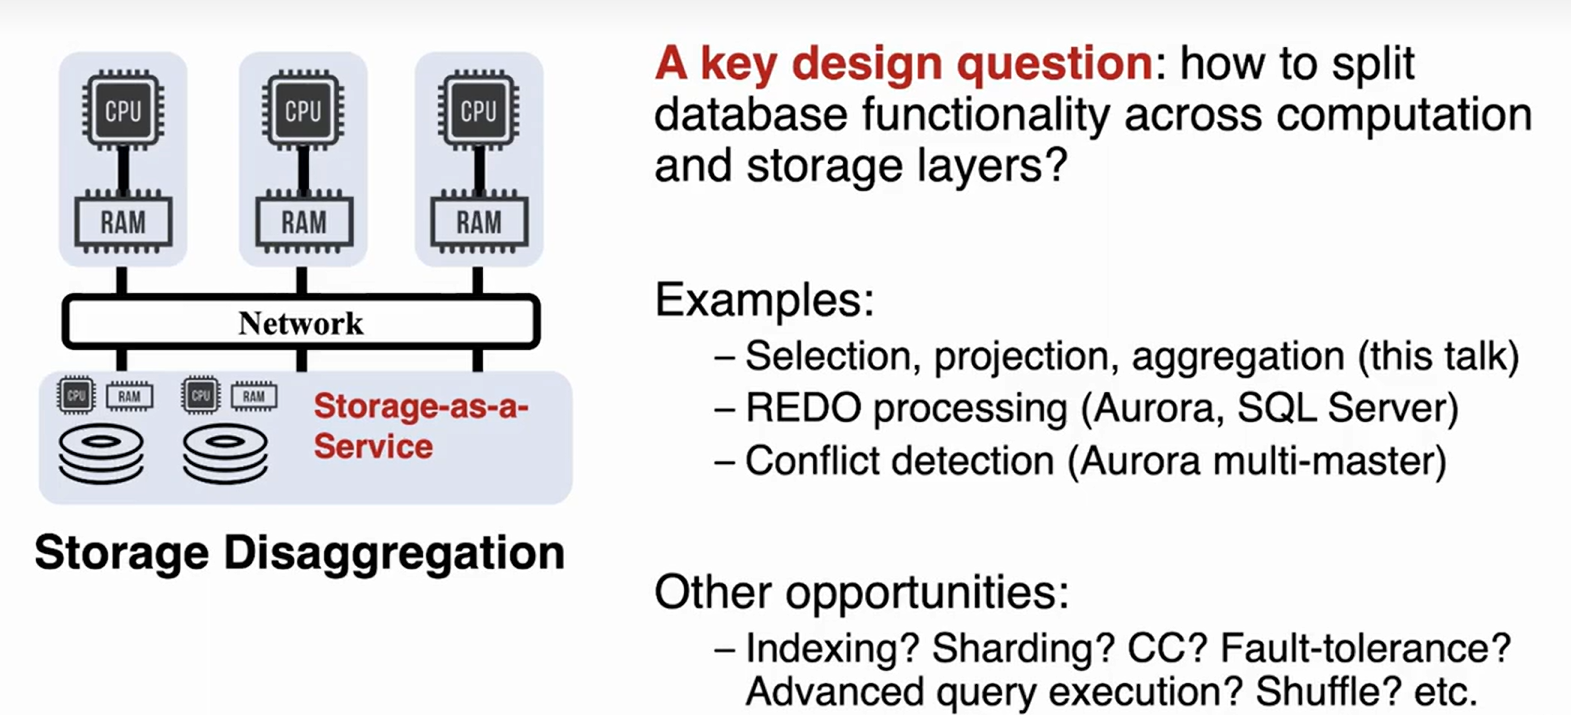 CPU
CPU
CPU
RAM
RAM
RAM
Network
CPU
RAM
CPU
RAM
Storage-as-a-
Service
Storage Disaggregation
A key design question: how to split
database functionality across computation
and storage layers?
Examples:
– Selection, projection, aggregation (this talk)
– REDO processing (Aurora, SQL Server)
– Conflict detection (Aurora multi-master)
Other opportunities:
– Indexing? Sharding? CC? Fault-tolerance?
Advanced query execution? Shuffle? etc.